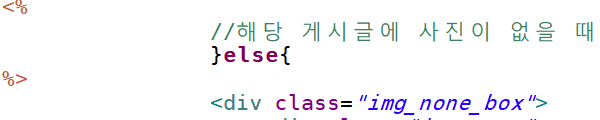 <%
//해당 게시글에 사진이 없을 때
}else{
%>
<div class="img_none_box">